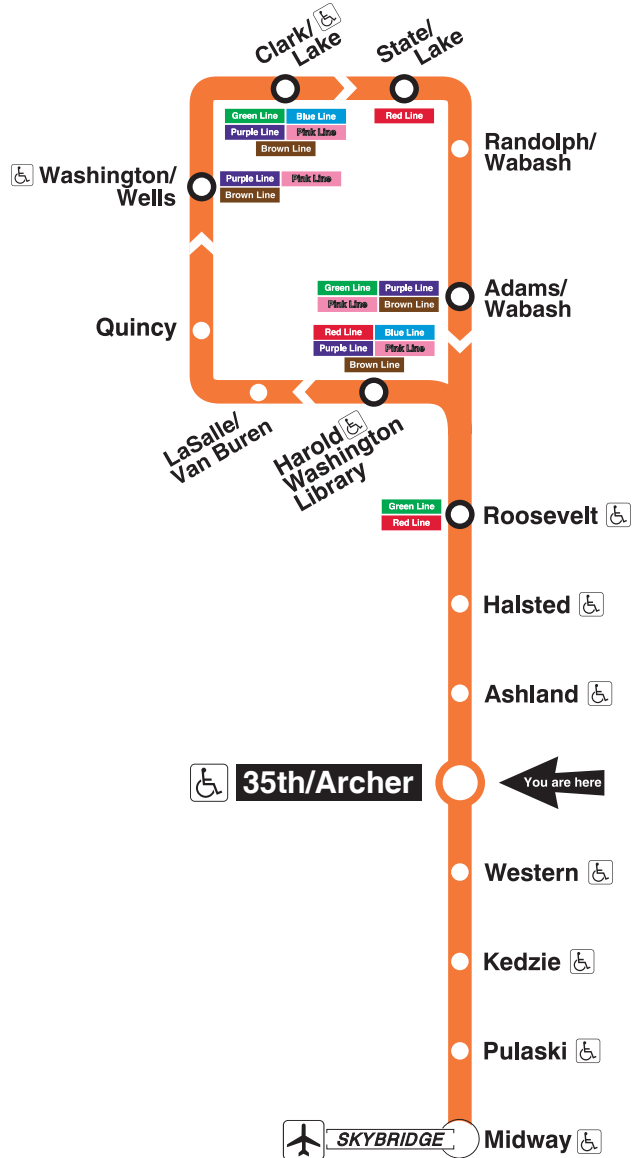 Clark/
Lake
State/
Lake
Green Line
Blue Line
Purple Line
Pink Line
Brown Line
Red Line
Randolph/
Wabash
Washington/
Wells
Purple Line
Pink Line
Brown Line
Green Line
Purple Line
Pink Line
Brown Line
Adams/
Wabash
Quincy
Red Line
Blue Line
Purple Line
Pink Line
Brown Line
LaSalle/
Van Buren
Harold
Washington
Library
Green Line
Red Line
Roosevelt
Halsted
Ashland
35th/Archer
You are here
Western
Kedzie
Pulaski
SKYBRIDGE
Midway